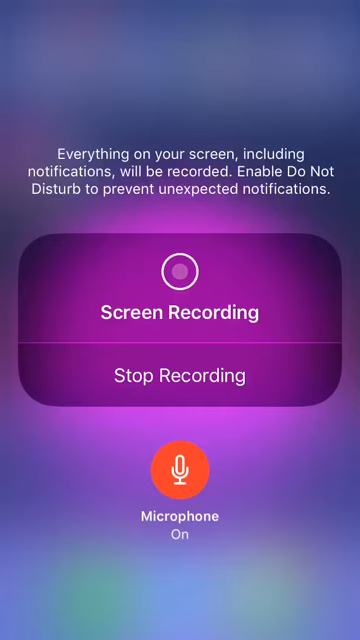 Everything on your screen, including
notifications, will be recorded. Enable Do Not
Disturb to prevent unexpected notifications.
Screen Recording
Stop Recording
Microphone
On